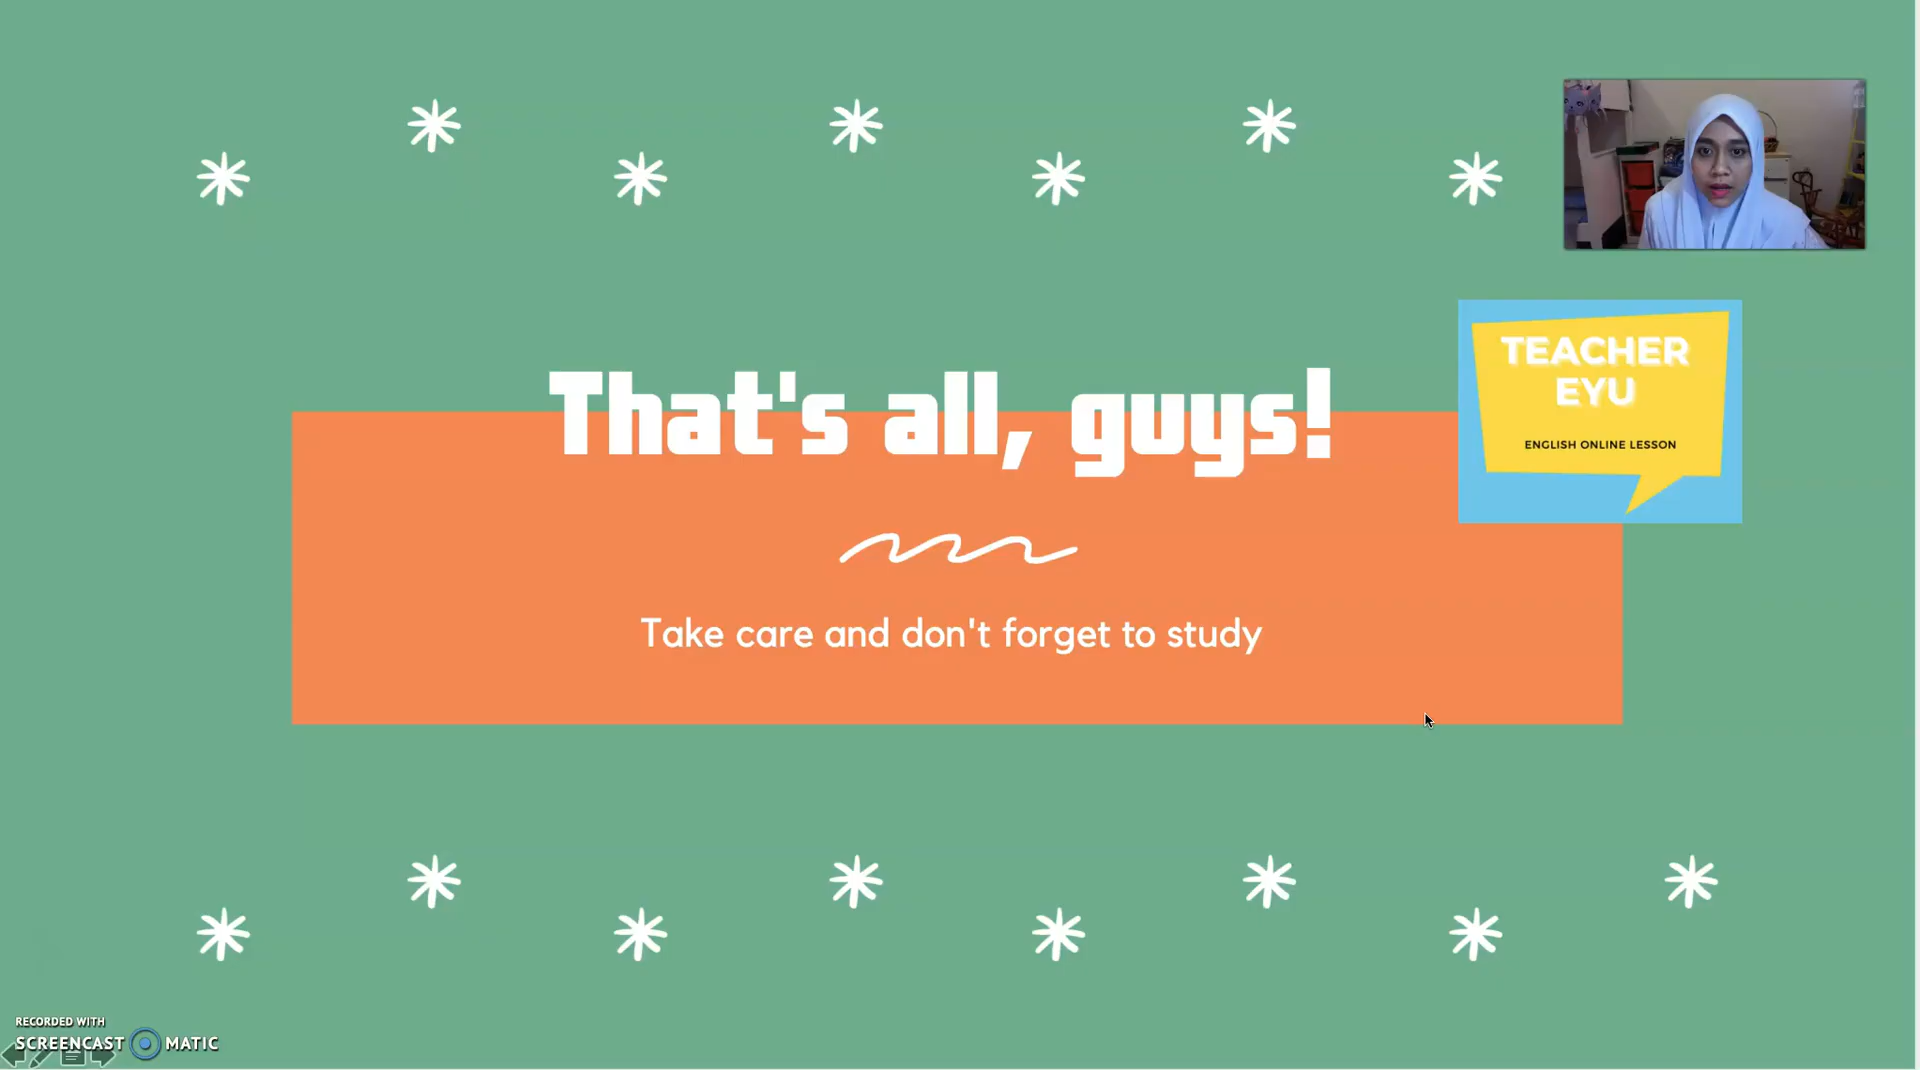 That's all, guys!
TEACHER
EYU
ENGLISH ONLINE LESSON
Take care and don't forget to study
RECORDED WITH
SCREENCAST MATIC